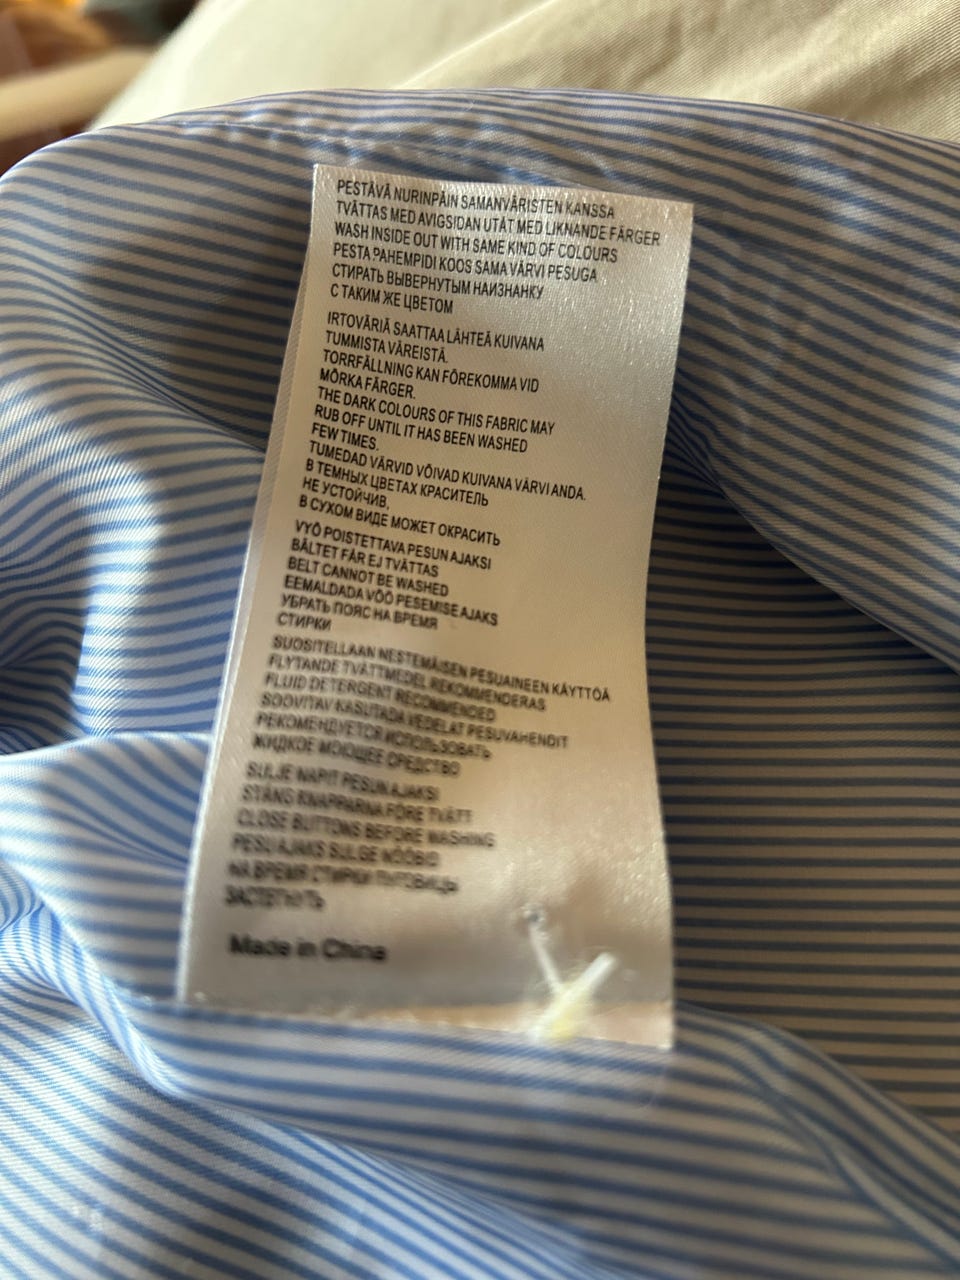 PESTÄVÄ NURINPÄIN SAMANVÄRISTEN KANSSA
TVÄTTAS MED AVIGSIDAN UTÅT MED LIKNANDE FÄRGER
WASH INSIDE OUT WITH SAME KIND OF COLOURS
PESTA PAHEMPIDI KOOS SAMA VÄRVI PESUGA
СТИРАТЬ ВЫВЕРНУТЫМ НАИЗНАНКУ
С ТАКИМ ЖЕ ЦВЕТОМ
IRTOVÄRIÄ SAATTAA LÄHTEÄ KUIVANA
TUMMISTA VÄREISTÄ.
TORRFÄLLNING KAN FÖREKOMMA VID
MÖRKA FÄRGER.
THE DARK COLOURS OF THIS FABRIC MAY
RUB OFF UNTIL IT HAS BEEN WASHED
FEW TIMES.
TUMEDAD VÄRVID VÕIVAD KUIVANA VÄRVI ANDA.
В ТЕМНЫХ ЦВЕТАХ КРАСИТЕЛЬ
НЕ УСТОЙЧИВ,
В СУХОМ ВИДЕ МОЖЕТ ОКРАСИТЬ
VYÖ POISTETTAVA PESUN AJAKSI
BÄLTET FÅR EJ TVÄTTAS
BELT CANNOT BE WASHED
EEMALDADA VÖÖ PESEMISE AJAKS
УБРАТЬ ПОЯС НА ВРЕМЯ
СТИРКИ
SUOSITELLAAN NESTEMÄISEN PESUAINEEN KÄYTTÖÄ
FLYTANDE TVÄTTMEDEL REKOMMENDERAS
FLUID DETERGENT RECOMMENDED
SOOVITAV KASUTADA VEDELAT PESUVAHENDIT
РЕКОМЕНДУЕТСЯ ИСПОЛЬЗОВАТЬ
ЖИДКОЕ МОЮЩЕЕ СРЕДСТВО
SULJE NAPIT PESUN AJAKSI
STÄNG KNAPPARNA FÖRE TVÄTT
CLOSE BUTTONS BEFORE WASHING
PESU AJAKS SULGE NÖÖBID
НА ВРЕМЯ СТИРКИ ПУГОВИЦЫ
ЗАСТЕГНУТЬ
Made in China